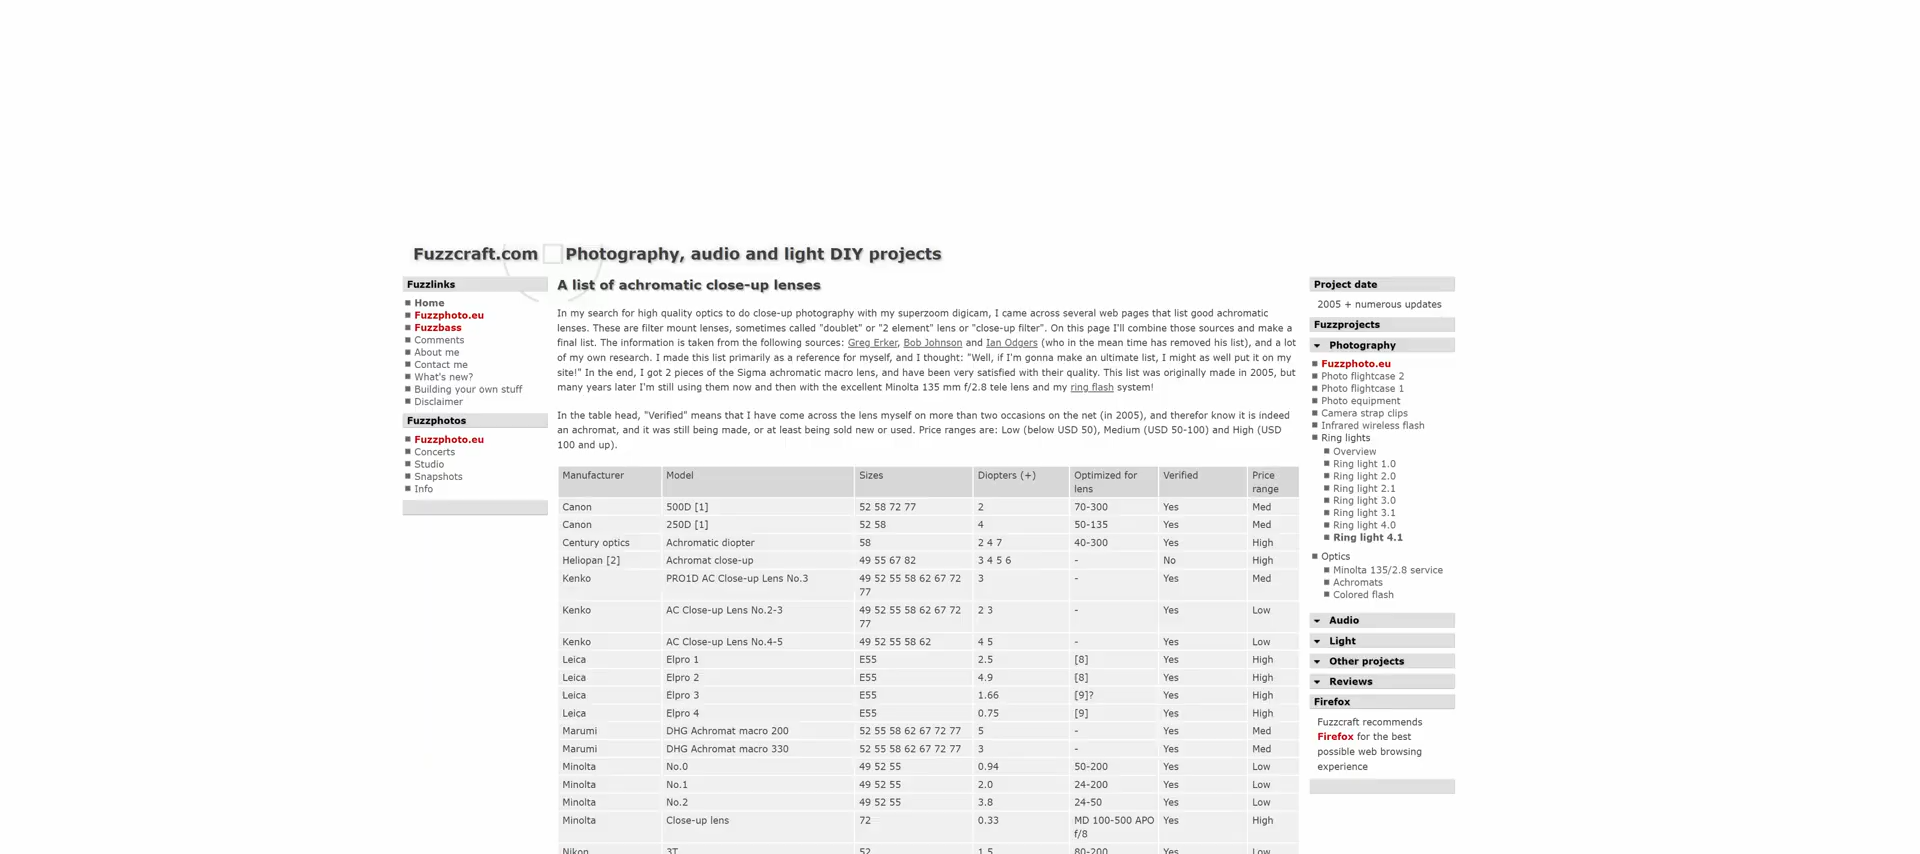 Fuzzcraft.com Photography, audio and light DIY projects
Fuzzlinks
Home
Fuzzphoto.eu
Fuzzbass
Comments
About me
Contact me
What's new?
Building your own stuff
Disclaimer
Fuzzphotos
Fuzzphoto.eu
Concerts
Studio
Snapshots
Info
A list of achromatic close-up lenses
In my search for high quality optics to do close-up photography with my superzoom digicam, I came across several web pages that list good achromatic
lenses. These are filter mount lenses, sometimes called "doublet" or "2 element" lens or "close-up filter". On this page I'll combine those sources and make a
final list. The information is taken from the following sources: Greg Erker, Bob Johnson and Ian Odgers (who in the mean time has removed his list), and a lot
of my own research. I made this list primarily as a reference for myself, and I thought: "Well, if I'm gonna make an ultimate list, I might as well put it on my
site!" In the end, I got 2 pieces of the Sigma achromatic macro lens, and have been very satisfied with their quality. This list was originally made in 2005, but
many years later I'm still using them now and then with the excellent Minolta 135 mm f/2.8 tele lens and my ring flash system!
In the table head, "Verified" means that I have come across the lens myself on more than two occasions on the net (in 2005), and therefor know it is indeed
an achromat, and it was still being made, or at least being sold new or used. Price ranges are: Low (below USD 50), Medium (USD 50-100) and High (USD
100 and up).
Manufacturer Model Sizes Diopters (+) Optimized for Verified Price
lens range
Canon 500D [1] 52 58 72 77 2 70-300 Yes Med
Canon 250D [1] 52 58 4 50-135 Yes Med
Century optics Achromatic diopter 58 2 4 7 40-300 Yes High
Heliopan [2] Achromat close-up 49 55 67 82 3 4 5 6 - No High
Kenko PRO1D AC Close-up Lens No.3 49 52 55 58 62 67 72 3 - Yes Med
77
Kenko AC Close-up Lens No.2-3 49 52 55 58 62 67 72 2 3 - Yes Low
77
Kenko AC Close-up Lens No.4-5 49 52 55 58 62 4 5 - Yes Low
Leica Elpro 1 E55 2.5 [8] Yes High
Leica Elpro 2 E55 4.9 [8] Yes High
Leica Elpro 3 E55 1.66 [9]? Yes High
Leica Elpro 4 E55 0.75 [9] Yes High
Marumi DHG Achromat macro 200 52 55 58 62 67 72 77 5 - Yes Med
Marumi DHG Achromat macro 330 52 55 58 62 67 72 77 3 - Yes Med
Minolta No.0 49 52 55 0.94 50-200 Yes Low
Minolta No.1 49 52 55 2.0 24-200 Yes Low
Minolta No.2 49 52 55 3.8 24-50 Yes Low
Minolta Close-up lens 72 0.33 MD 100-500 APO Yes High
f/8
Nikon 3T 52 1.5 80-200 Yes Low
Project date
2005 + numerous updates
Fuzzprojects
Photography
Fuzzphoto.eu
Photo flightcase 2
Photo flightcase 1
Photo equipment
Camera strap clips
Infrared wireless flash
Ring lights
Overview
Ring light 1.0
Ring light 2.0
Ring light 2.1
Ring light 3.0
Ring light 3.1
Ring light 4.0
Ring light 4.1
Optics
Minolta 135/2.8 service
Achromats
Colored flash
Audio
Light
Other projects
Reviews
Firefox
Fuzzcraft recommends
Firefox for the best
possible web browsing
experience